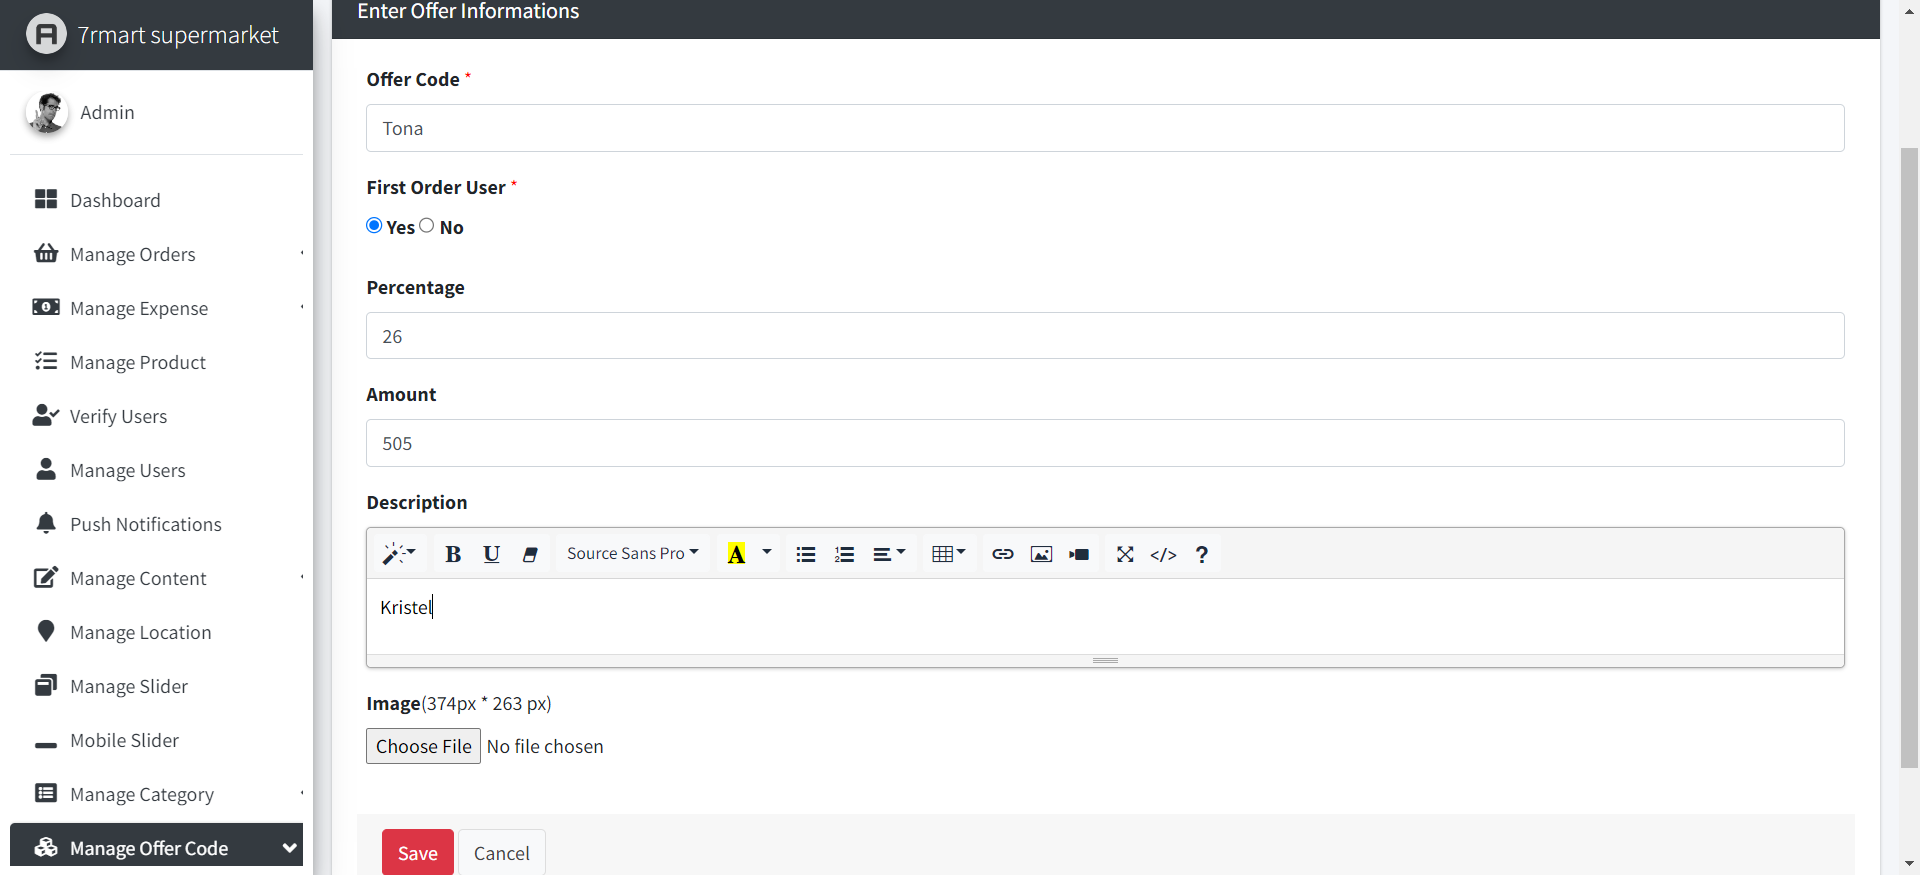 7rmart supermarket
Admin
Dashboard
Manage Orders
Manage Expense
Manage Product
Verify Users
Manage Users
Push Notifications
Manage Content
Manage Location
Manage Slider
Mobile Slider
Manage Category
Manage Offer Code
Enter Offer Informations
Offer Code *
Tona
First Order User *
Yes No
Percentage
26
Amount
505
Description
B U Source Sans Pro A </> ?
Kristel
Image(374px * 263 px)
Choose File No file chosen
Save Cancel